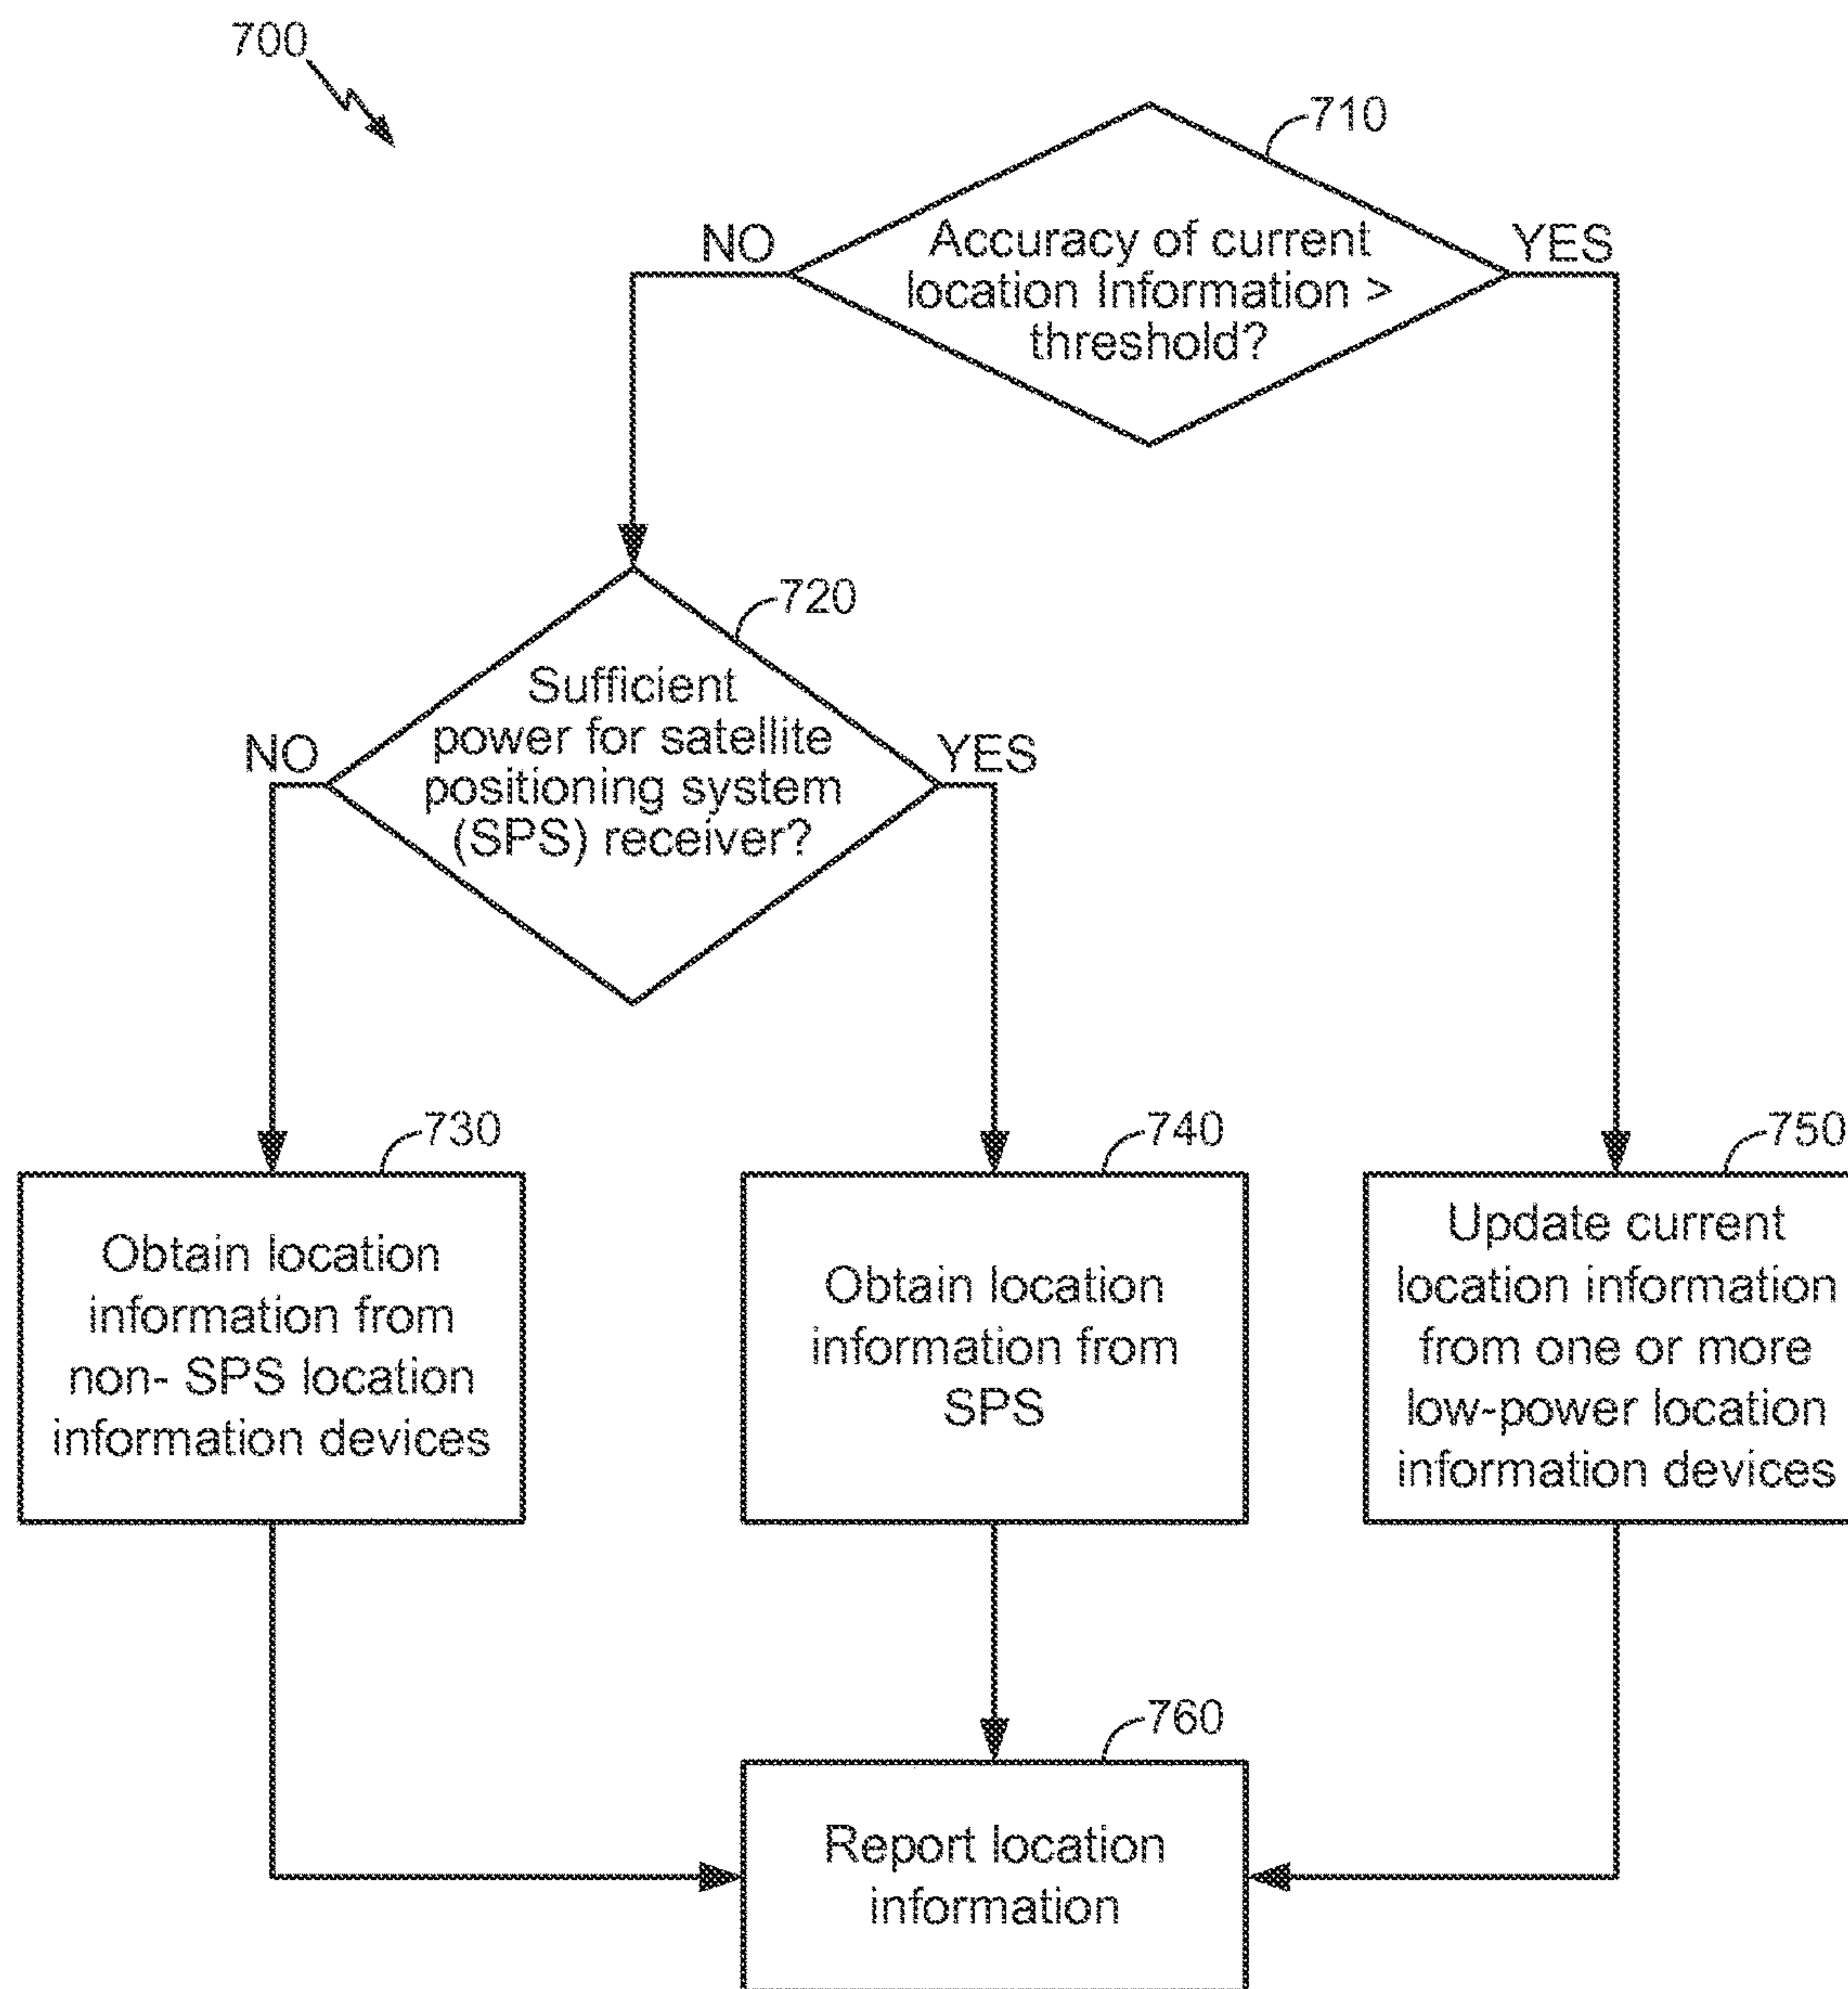 700
710
NO
Accuracy of current
location Information >
threshold?
YES
720
NO
Sufficient
power for satellite
positioning system
(SPS) receiver?
YES
730
Obtain location
information from
non- SPS location
information devices
740
Obtain location
information from
SPS
750
Update current
location information
from one or more
low-power location
information devices
760
Report location
information